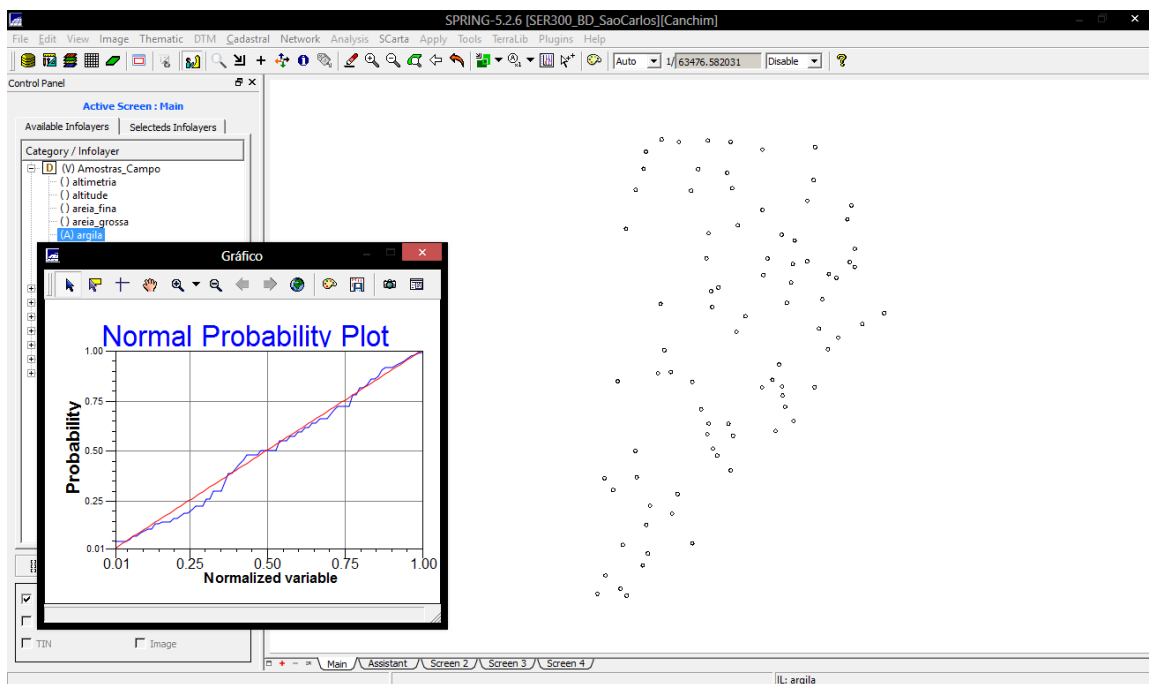 SPRING-5.2.6 [SER300_BD_SaoCarlos][Canchim]
File Edit View Image Thematic DTM Cadastral Network Analysis SCarta Apply Tools TerraLib Plugins Help
Auto 1/ 63476.582031 Disable
Control Panel
Active Screen : Main
Available Infolayers Selecteds Infolayers
Category / Infolayer
(V) Amostras_Campo
() altimetria
() altitude
() areia_fina
() areia_grossa
(A) argila
Gráfico
Normal Probability Plot
1.00
0.75
0.50
0.25
0.01
Probability
0.01 0.25 0.50 0.75 1.00
Normalized variable
TIN Image
Main Assistant Screen 2 Screen 3 Screen 4
IL: argila